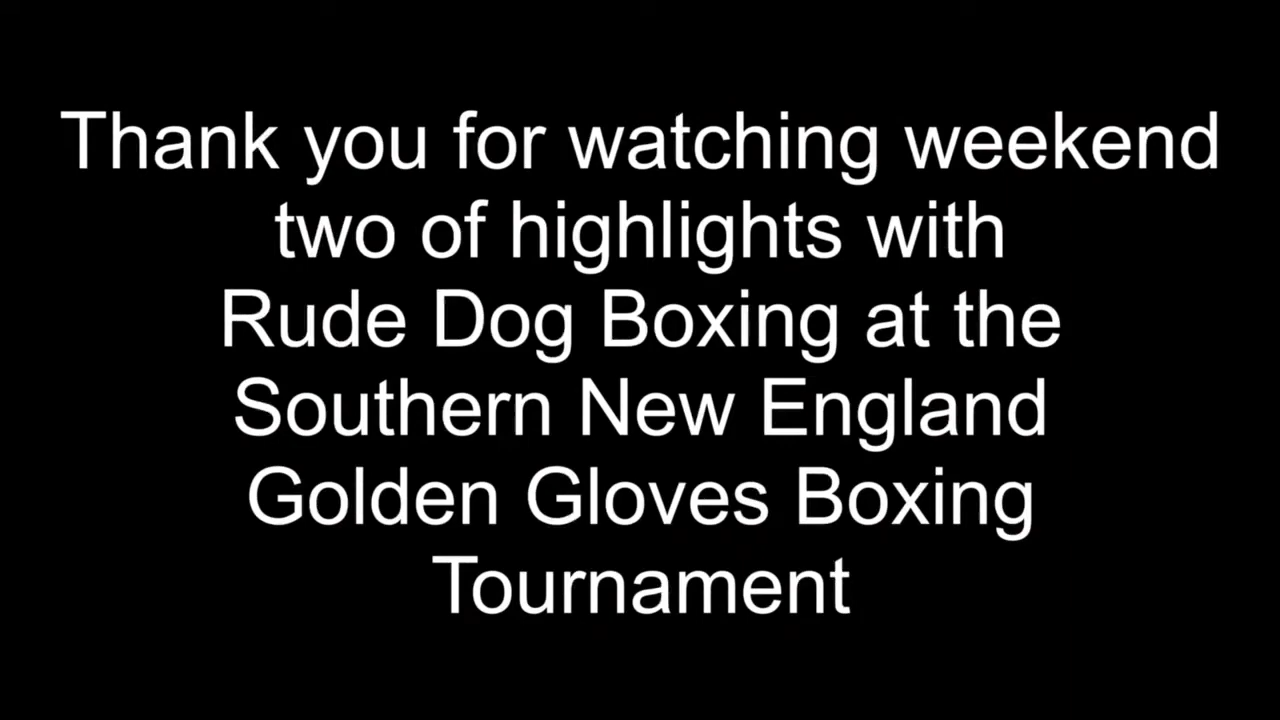 Thank you for watching weekend
two of highlights with
Rude Dog Boxing at the
Southern New England
Golden Gloves Boxing
Tournament